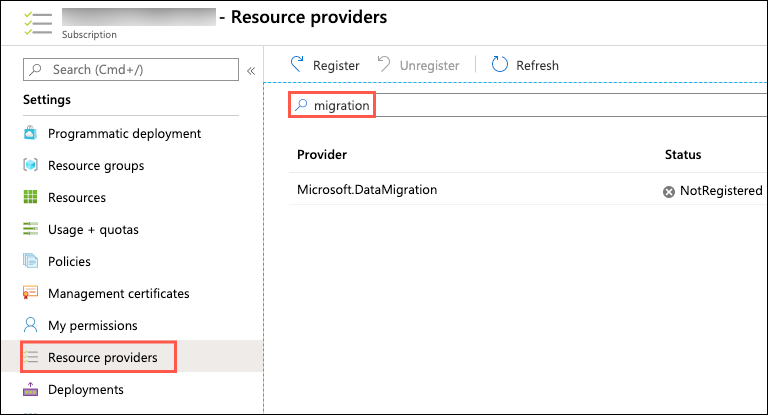 - Resource providers
Subscription
Search (Cmd+/)
«
Settings
Programmatic deployment
Resource groups
Resources
Usage + quotas
Policies
Management certificates
My permissions
Resource providers
Deployments
Register
Unregister
Refresh
migration
Provider Status
Microsoft.DataMigration NotRegistered